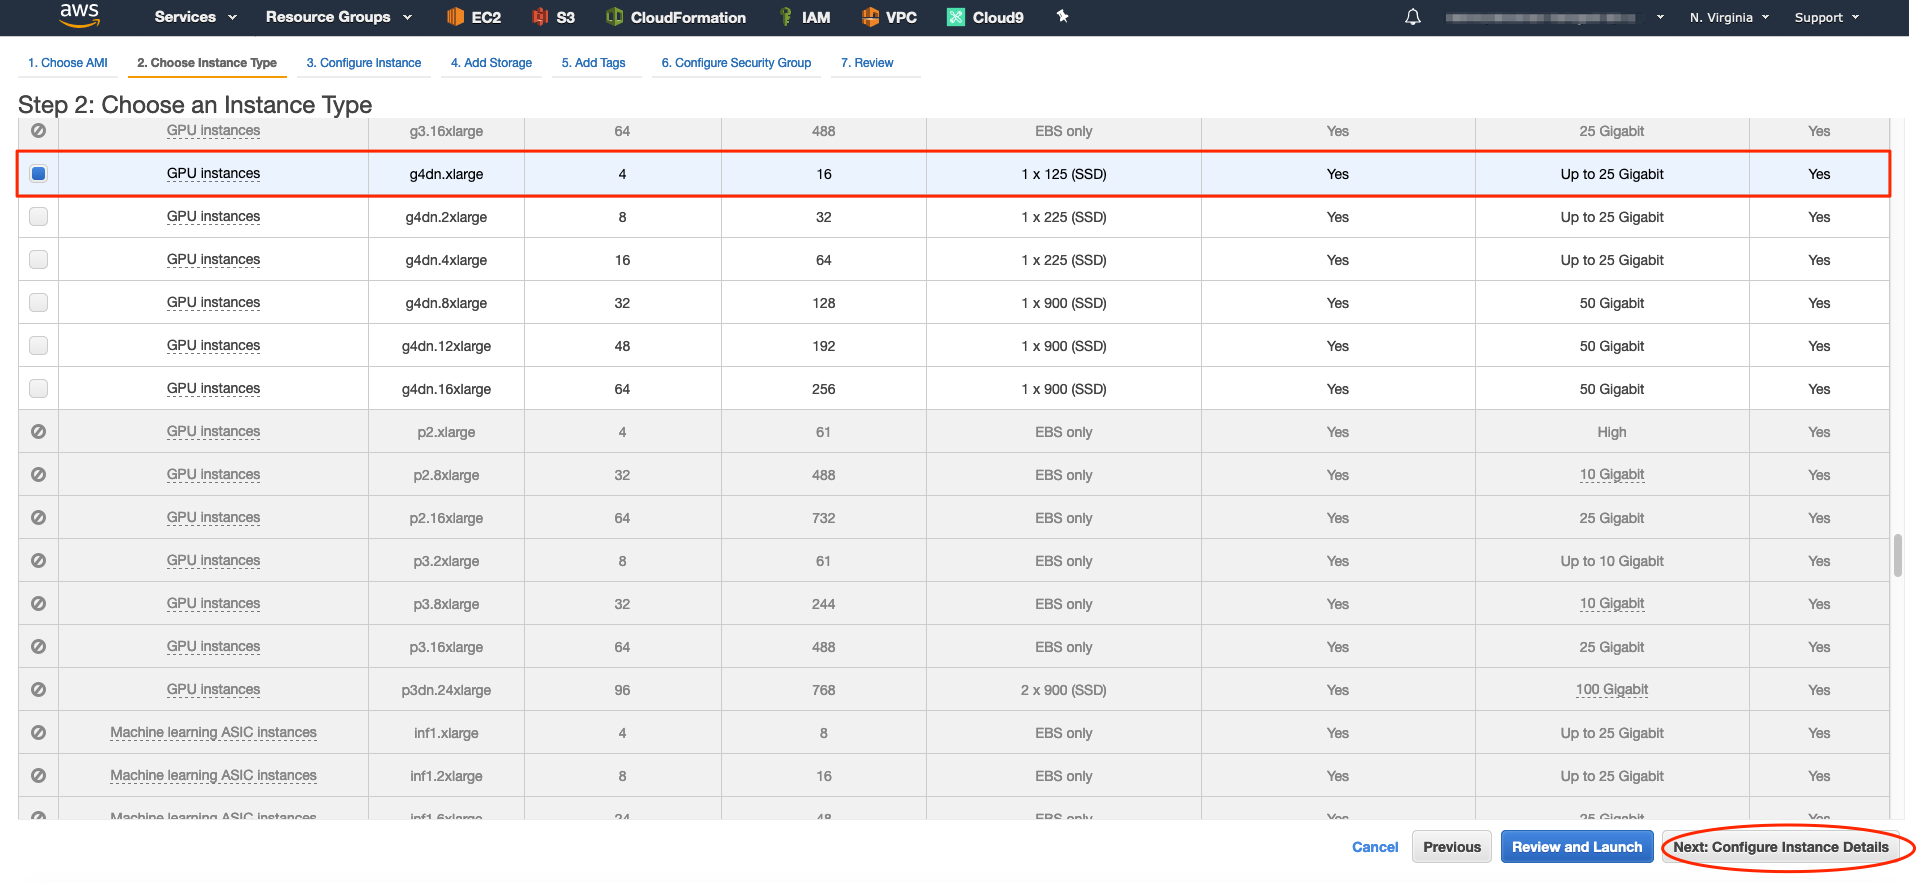 aws Services Resource Groups EC2 S3 CloudFormation IAM VPC Cloud9 N. Virginia Support
1. Choose AMI 2. Choose Instance Type 3. Configure Instance 4. Add Storage 5. Add Tags 6. Configure Security Group 7. Review
Step 2: Choose an Instance Type
GPU instances g3.16xlarge 64 488 EBS only Yes 25 Gigabit Yes
GPU instances g4dn.xlarge 4 16 1 x 125 (SSD) Yes Up to 25 Gigabit Yes
GPU instances g4dn.2xlarge 8 32 1 x 225 (SSD) Yes Up to 25 Gigabit Yes
GPU instances g4dn.4xlarge 16 64 1 x 225 (SSD) Yes Up to 25 Gigabit Yes
GPU instances g4dn.8xlarge 32 128 1 x 900 (SSD) Yes 50 Gigabit Yes
GPU instances g4dn.12xlarge 48 192 1 x 900 (SSD) Yes 50 Gigabit Yes
GPU instances g4dn.16xlarge 64 256 1 x 900 (SSD) Yes 50 Gigabit Yes
GPU instances p2.xlarge 4 61 EBS only Yes High Yes
GPU instances p2.8xlarge 32 488 EBS only Yes 10 Gigabit Yes
GPU instances p2.16xlarge 64 732 EBS only Yes 25 Gigabit Yes
GPU instances p3.2xlarge 8 61 EBS only Yes Up to 10 Gigabit Yes
GPU instances p3.8xlarge 32 244 EBS only Yes 10 Gigabit Yes
GPU instances p3.16xlarge 64 488 EBS only Yes 25 Gigabit Yes
GPU instances p3dn.24xlarge 96 768 2 x 900 (SSD) Yes 100 Gigabit Yes
Machine learning ASIC instances inf1.xlarge 4 8 EBS only Yes Up to 25 Gigabit Yes
Machine learning ASIC instances inf1.2xlarge 8 16 EBS only Yes Up to 25 Gigabit Yes
Machine learning ASIC instances inf1.6xlarge 24 48 EBS only Yes 25 Gigabit Yes
Cancel Previous Review and Launch Next: Configure Instance Details